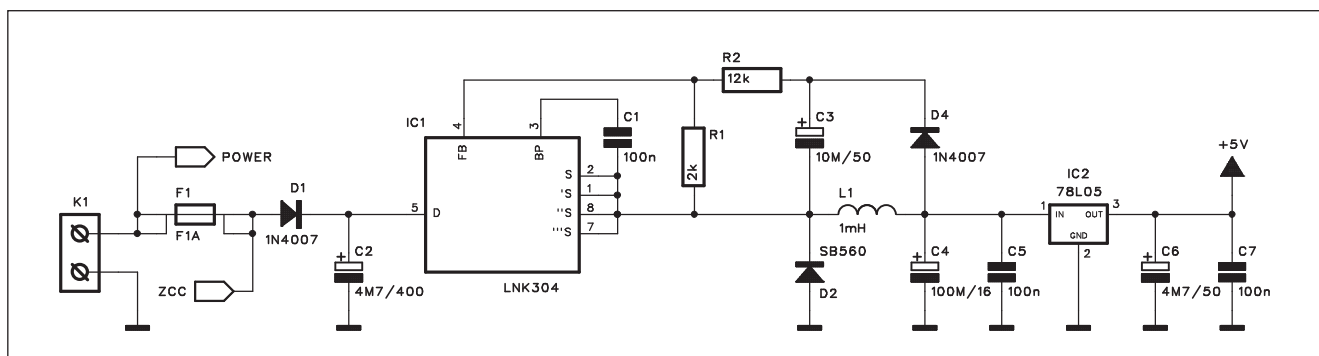 R2
12k
IC1
4
3
FB
BP
C1
100n
R1
2k
C3
10M/50
D4
1N4007
+5V
POWER
K1
F1
F1A
D1
1N4007
5
D
S
2
'S
1
''S
8
'''S
7
L1
1mH
IC2
78L05
1
IN
OUT
3
GND
2
ZCC
C2
4M7/400
LNK304
SB560
D2
C4
100M/16
C5
100n
C6
4M7/50
C7
100n